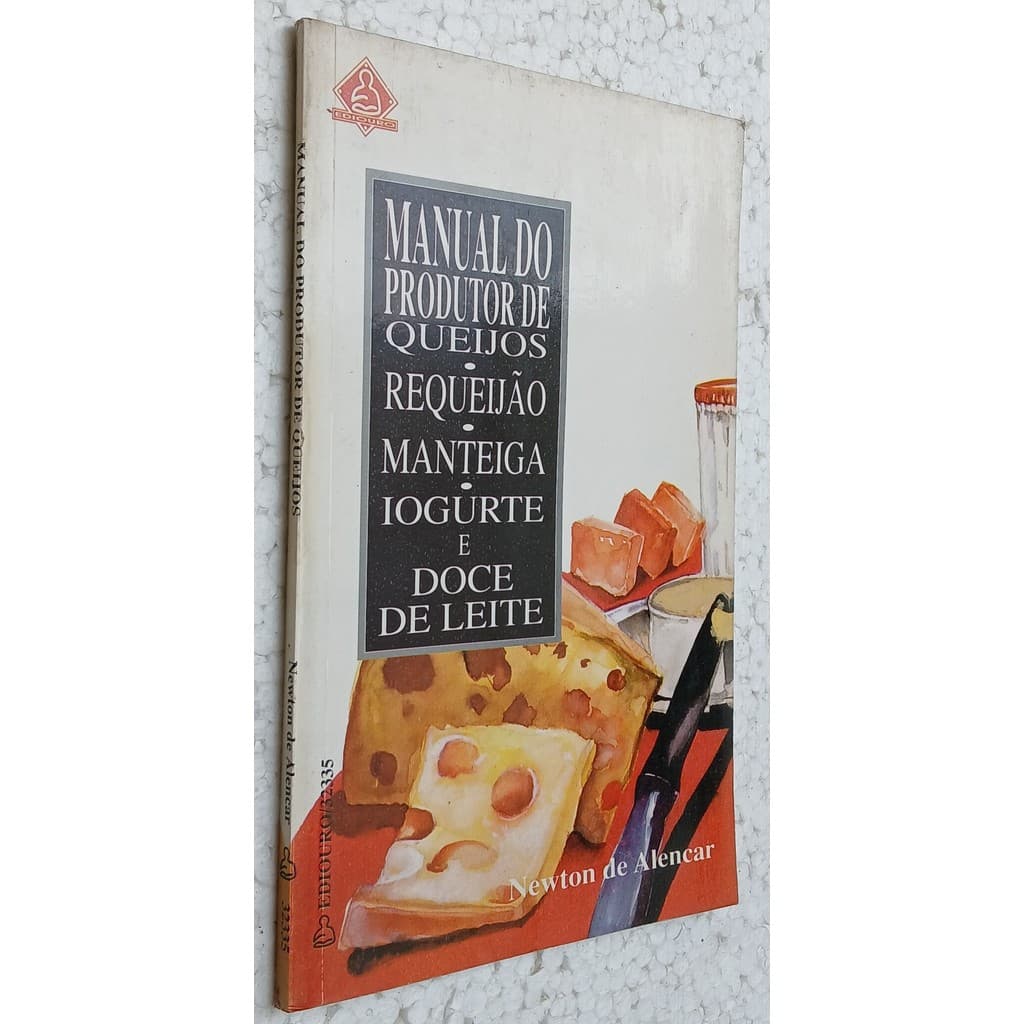 EDIOURO
MANUAL DO
PRODUTOR DE
QUEIJOS
REQUEIJÃO
MANTEIGA
IOGURTE
E
DOCE
DE LEITE
Newton de Alencar
EDIOURO/32335
MANUAL DO PRODUTOR DE QUEIJOS
Newton de Alencar
32335